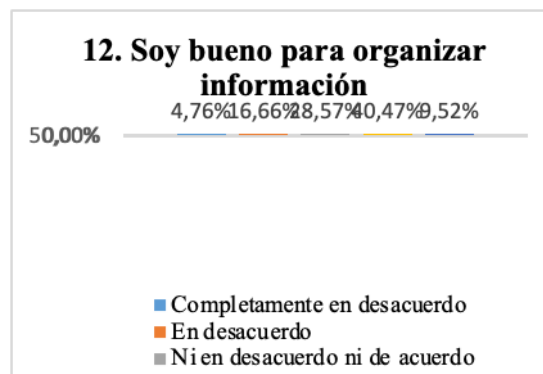 12. Soy bueno para organizar
información
4,76% 16,66% 28,57% 40,47% 9,52%
50,00%
Completamente en desacuerdo
En desacuerdo
Ni en desacuerdo ni de acuerdo